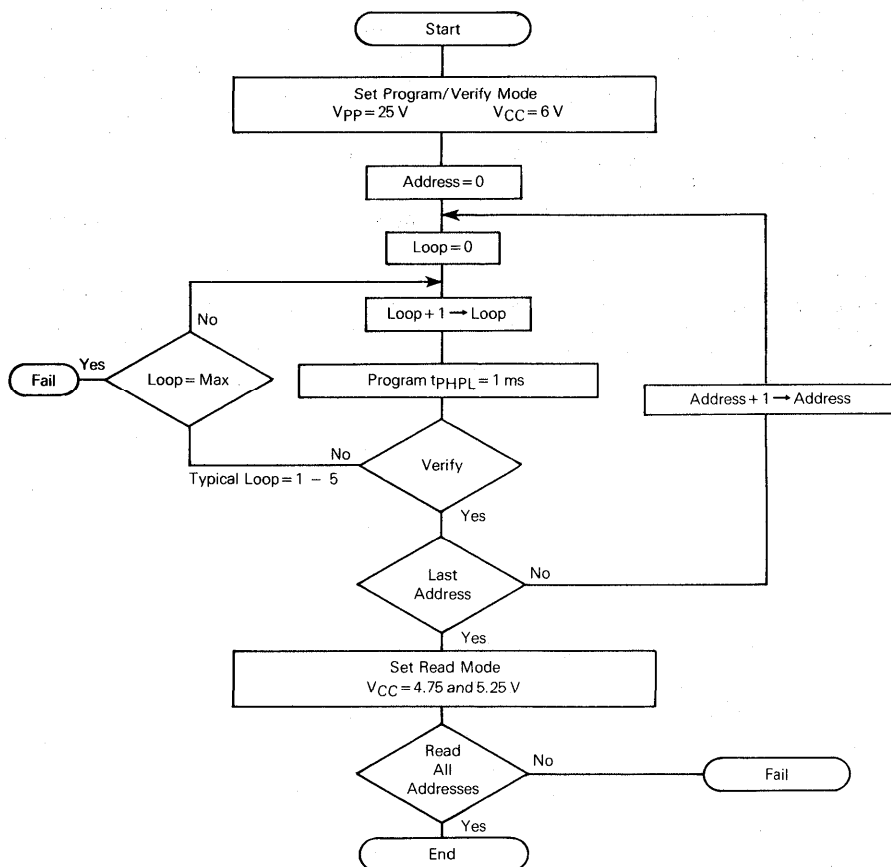 Start
Set Program/Verify Mode
VPP=25 V VCC=6 V
Address=0
Loop=0
No
Loop+1→Loop
Fail
Yes
Loop=Max
Program tPHPL=1 ms
Address+1→Address
No
Verify
Typical Loop=1 – 5
Yes
Last
Address
No
Yes
Set Read Mode
VCC=4.75 and 5.25 V
Read
All
Addresses
No
Fail
Yes
End